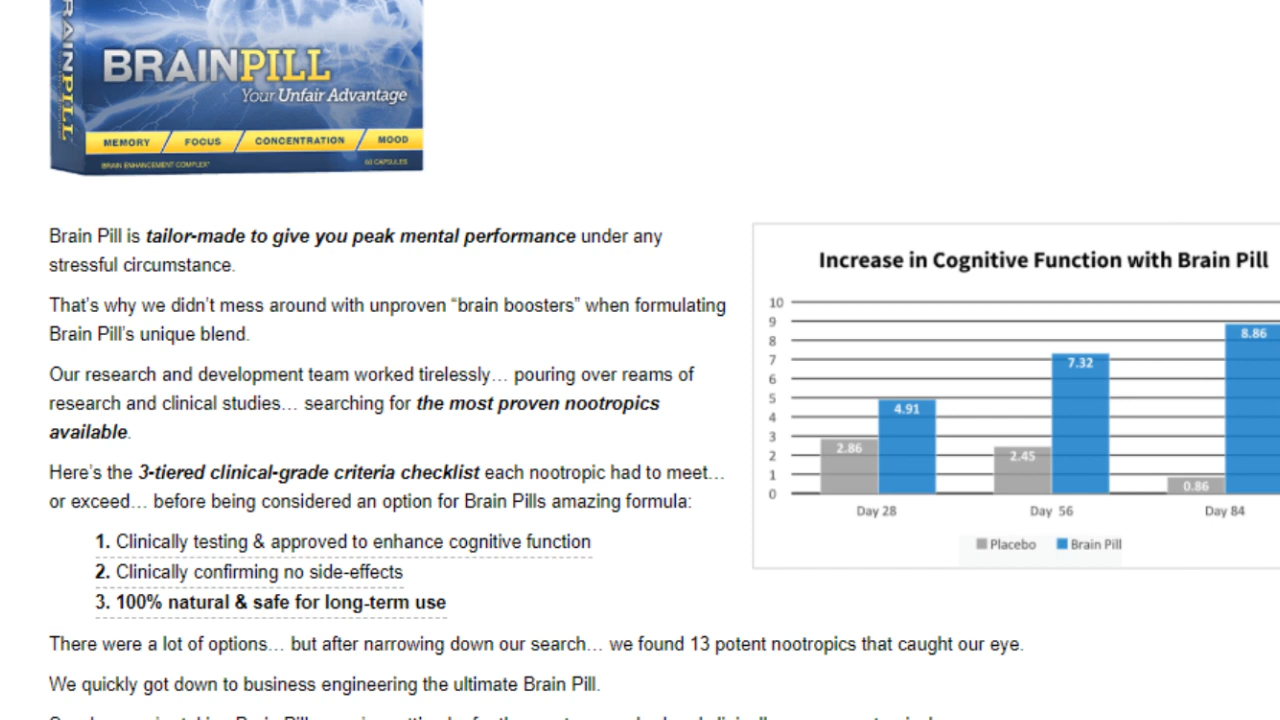 RAINPILL
BRAINPILL
Your Unfair Advantage
MEMORY FOCUS CONCENTRATION MOOD
BRAIN ENHANCEMENT COMPLEX* 60 CAPSULES
Brain Pill is tailor-made to give you peak mental performance under any
stressful circumstance.
That's why we didn't mess around with unproven “brain boosters” when formulating
Brain Pill's unique blend.
Our research and development team worked tirelessly… pouring over reams of
research and clinical studies… searching for the most proven nootropics
available.
Here's the 3-tiered clinical-grade criteria checklist each nootropic had to meet…
or exceed… before being considered an option for Brain Pills amazing formula:
1. Clinically testing & approved to enhance cognitive function
2. Clinically confirming no side-effects
3. 100% natural & safe for long-term use
Increase in Cognitive Function with Brain Pill
10
9
8
7
6
5
4
3
2
1
0
2.86
4.91
2.45
7.32
0.86
8.86
Day 28 Day 56 Day 84
Placebo Brain Pill
There were a lot of options… but after narrowing down our search… we found 13 potent nootropics that caught our eye.
We quickly got down to business engineering the ultimate Brain Pill.